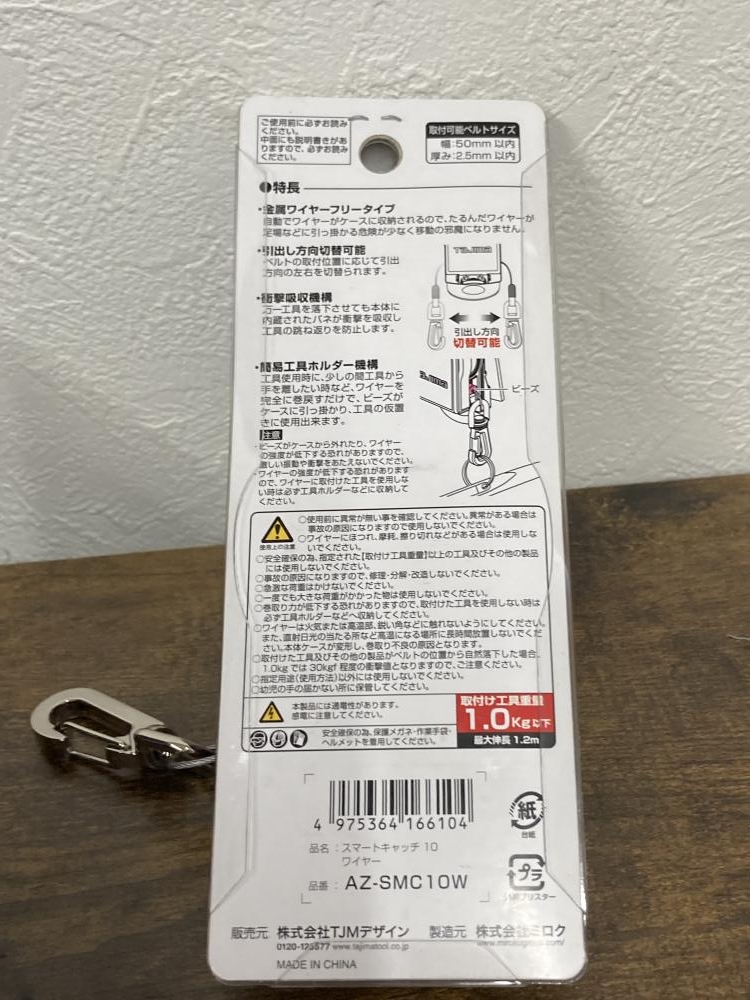 ご使用前に必ずお読み
ください。
中面にも説明書きがあ
りますので、必ずお読み
ください。
取付可能ベルトサイズ
幅:50mm 以内
厚み:2.5mm 以内
●特長
・金属ワイヤーフリータイプ
自動でワイヤーがケースに収納されるので、たるんだワイヤーが
足場などに引っ掛かる危険が少なく移動の邪魔になりません。
・引出し方向切替可能
ベルトの取付位置に応じて引出
方向の左右を切替られます。
TAJIMA
引出し方向
切替可能
・衝撃吸収機構
万一工具を落下させても本体に
内蔵されたバネが衝撃を吸収し
工具の跳ね返りを防止します。
・簡易工具ホルダー機構
工具使用時に、少しの間工具から
手を離したい時など、ワイヤーを
完全に巻戻すだけで、ビーズが
ケースに引っ掛かり、工具の仮置
きに使用出来ます。
TAJIMA
ビーズ
注意
・ビーズがケースから外れたり、ワイヤー
の強度が低下する恐れがありますので、
激しい振動や衝撃をあたえないでください。
・ワイヤーの強度が低下する恐れがあります
ので、ワイヤーに取付けた工具を使用しな
い時は必ず工具ホルダーなどに収納して
ください。
使用上の注意
○使用前に異常が無い事を確認してください。異常がある場合は
事故の原因になりますので使用しないでください。
○ワイヤーにほつれ、摩耗、擦り切れなどがある場合は使用しな
いでください。
○安全確保の為、指定された【取付け工具重量】以上の工具及びその他の製品
には使用しないでください。
○事故の原因になりますので、修理・分解・改造しないでください。
○急激な荷重はかけないでください。
○一度でも大きな荷重がかかった物は使用しないでください。
○巻取り力が低下する恐れがありますので、取付けた工具を使用しない時は
必ず工具ホルダーなどへ収納してください。
○ワイヤーは火気または高温部、鋭い角などに触れないようにしてください。
また、直射日光の当たる所など高温になる場所に長時間放置しないでくだ
さい。本体ケースが変形し、巻取り不良の原因となります。
○取付けた工具及びその他の製品がベルトの位置から自然落下した場合、
1.0kgでは30kgf程度の衝撃値となりますので、ご注意ください。
○指定用途(使用方法)以外には使用しないでください。
○幼児の手の届かない所に保管してください。
本製品には通電性があります。
感電に注意してください。
安全確保の為、保護メガネ・作業手袋・
ヘルメットを着用してください。
取付け工具重量
1.0Kg以下
最大伸長 1.2m
4 975364 166104
品名:スマートキャッチ 10
ワイヤー
品番:AZ-SMC10W
紙
台紙
プラ
販売元 株式会社TJMデザイン 製造元 株式会社ミロク
www.tajimatool.co.jp
MADE IN CHINA